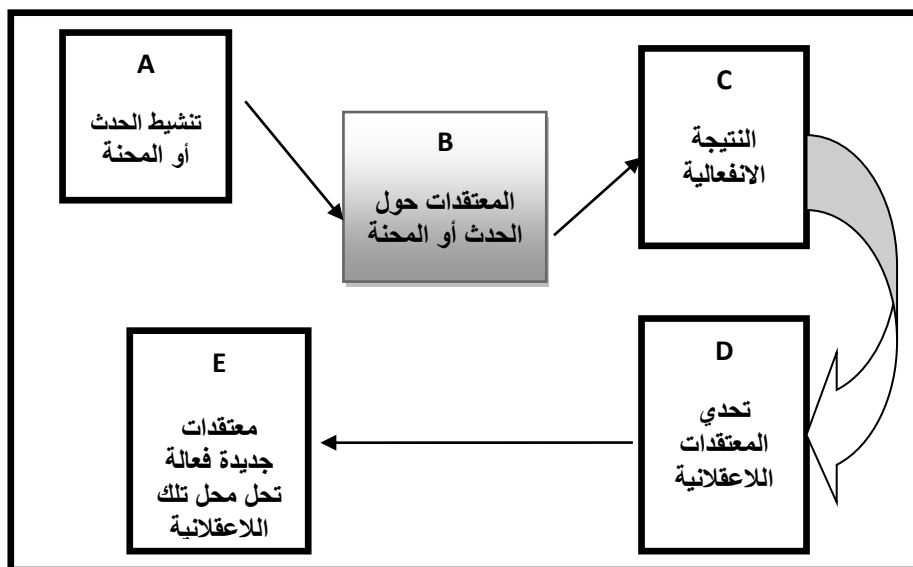 A
تنشيط الحدث
أو المحنة
B
المعتقدات حول
الحدث أو المحنة
C
النتيجة
الانفعالية
D
تحدي
المعتقدات
اللاعقلانية
E
معتقدات
جديدة فعالة
تحل محل تلك
اللاعقلانية